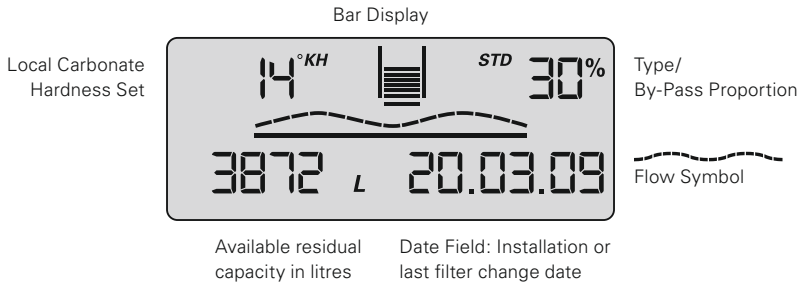 Bar Display
Local Carbonate
Hardness Set
14 °KH STD 30%
Type/
By-Pass Proportion
3872 L 20.03.09
Flow Symbol
Available residual
capacity in litres
Date Field: Installation or
last filter change date